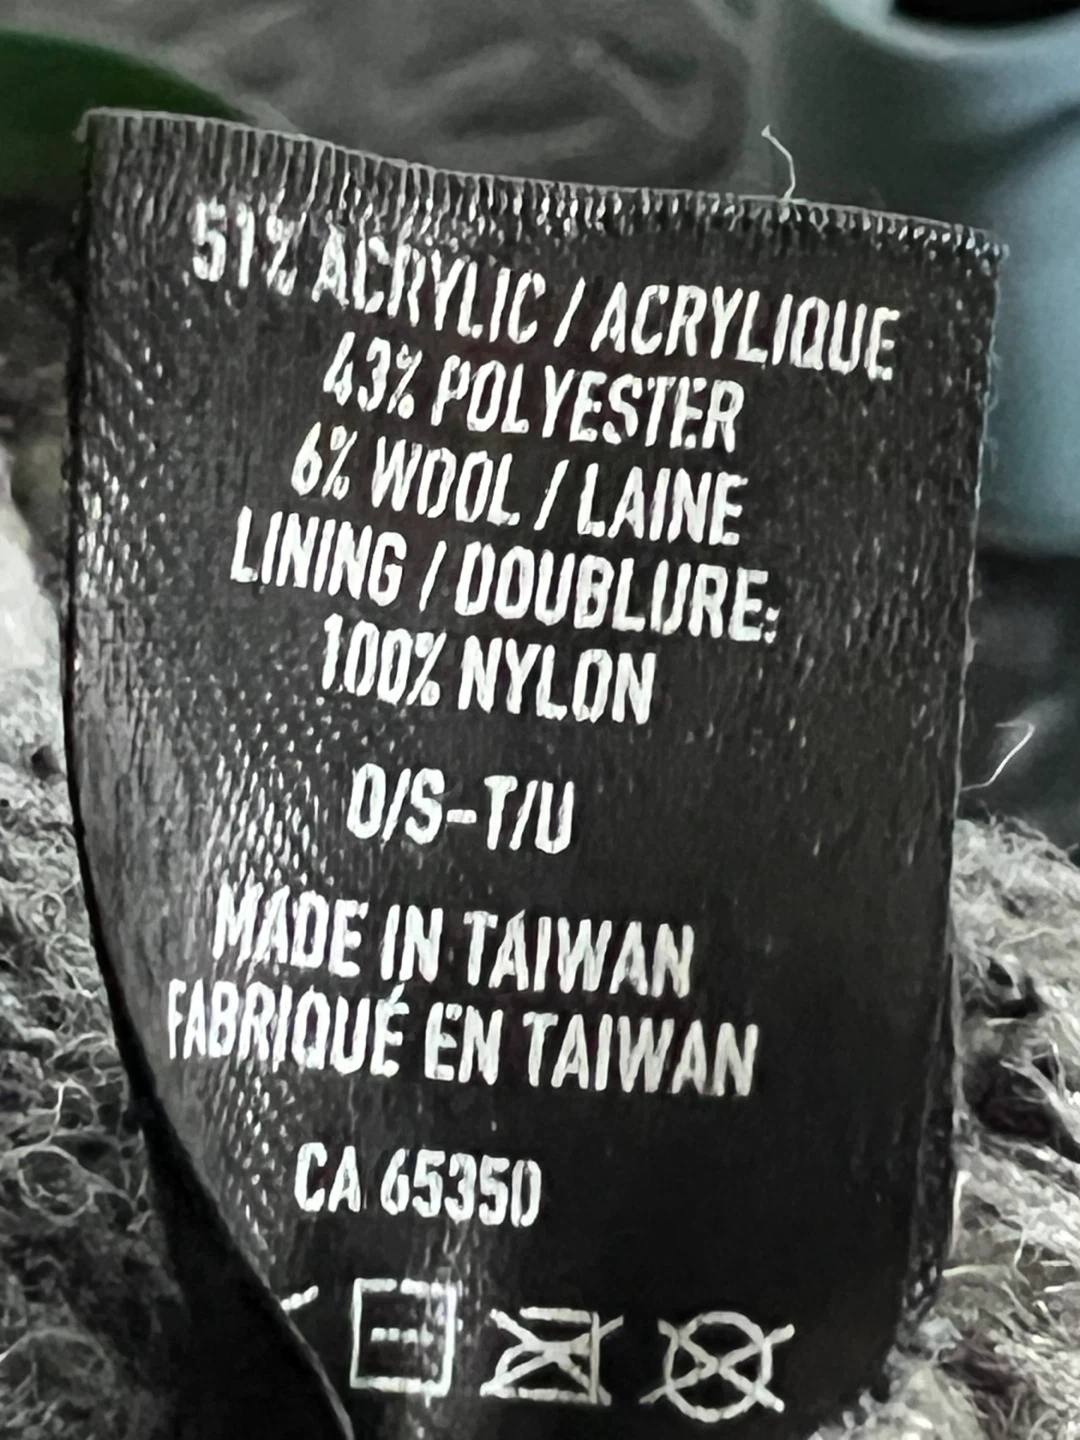 51% ACRYLIC / ACRYLIQUE
43% POLYESTER
6% WOOL / LAINE
LINING / DOUBLURE:
100% NYLON
O/S-T/U
MADE IN TAIWAN
FABRIQUÉ EN TAIWAN
CA 65350